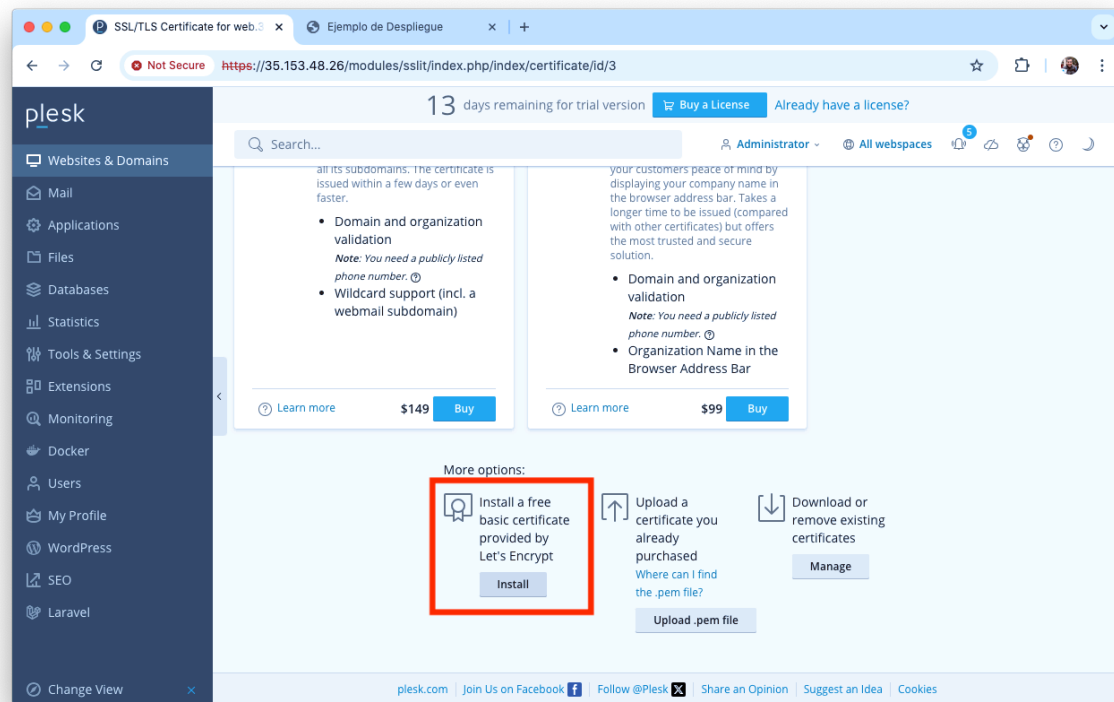 SSL/TLS Certificate for web.3
Ejemplo de Despliegue
Not Secure
https://35.153.48.26/modules/sslit/index.php/index/certificate/id/3
plesk
13 days remaining for trial version
Buy a License
Already have a license?
Search...
Administrator
All webspaces
5
Websites & Domains
Mail
Applications
Files
Databases
Statistics
Tools & Settings
Extensions
Monitoring
Docker
Users
My Profile
WordPress
SEO
Laravel
Change View
all its subdomains. The certificate is
issued within a few days or even
faster.
Domain and organization
validation
Note: You need a publicly listed
phone number.
Wildcard support (incl. a
webmail subdomain)
Learn more
$149
Buy
your customers peace of mind by
displaying your company name in
the browser address bar. Takes a
longer time to be issued (compared
with other certificates) but offers
the most trusted and secure
solution.
Domain and organization
validation
Note: You need a publicly listed
phone number.
Organization Name in the
Browser Address Bar
Learn more
$99
Buy
More options:
Install a free
basic certificate
provided by
Let's Encrypt
Install
Upload a
certificate you
already
purchased
Where can I find
the .pem file?
Upload .pem file
Download or
remove existing
certificates
Manage
plesk.com
Join Us on Facebook
Follow @Plesk
Share an Opinion
Suggest an Idea
Cookies